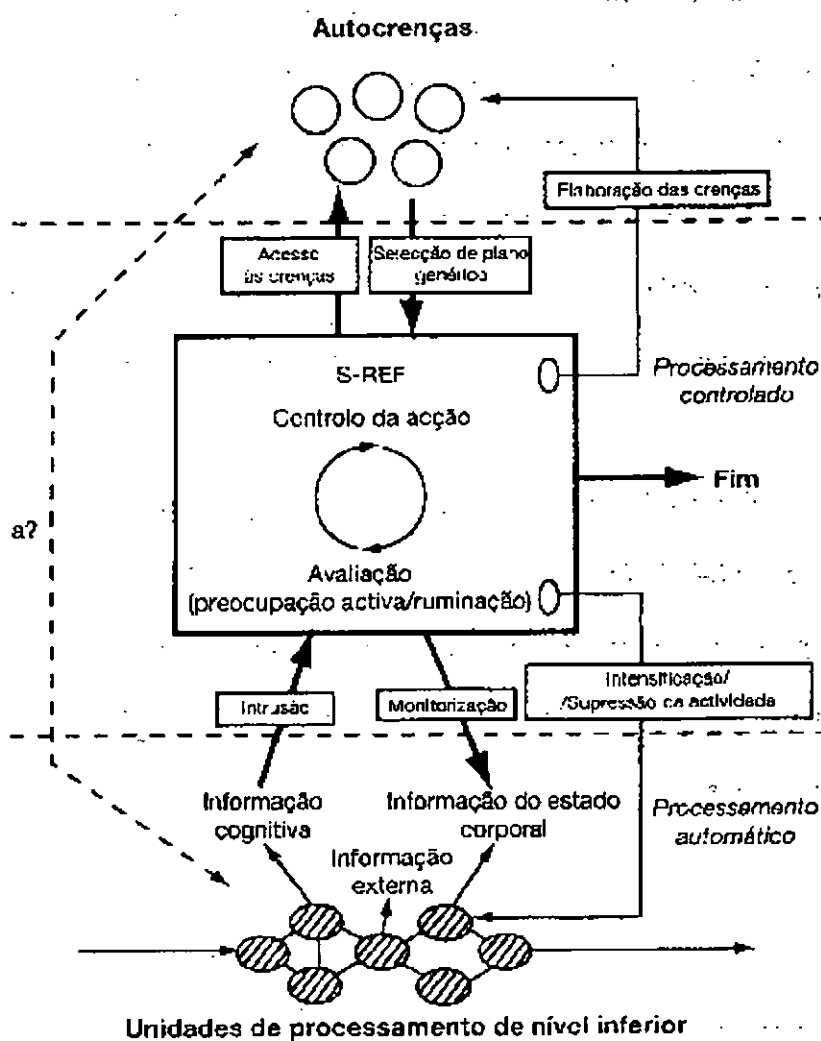 Autocrenças
Elaboração das crenças
Acesso
às crenças
Selecção de plano
genérico
S-REF
Processamento
controlado
Controlo da acção
Fim
a?
Avaliação
(preocupação activa/ruminação)
Intrusão
Monitorização
Intensificação/
/Supressão da actividade
Informação
cognitiva
Informação do estado
corporal
Processamento
automático
Informação
externa
Unidades de processamento de nível inferior